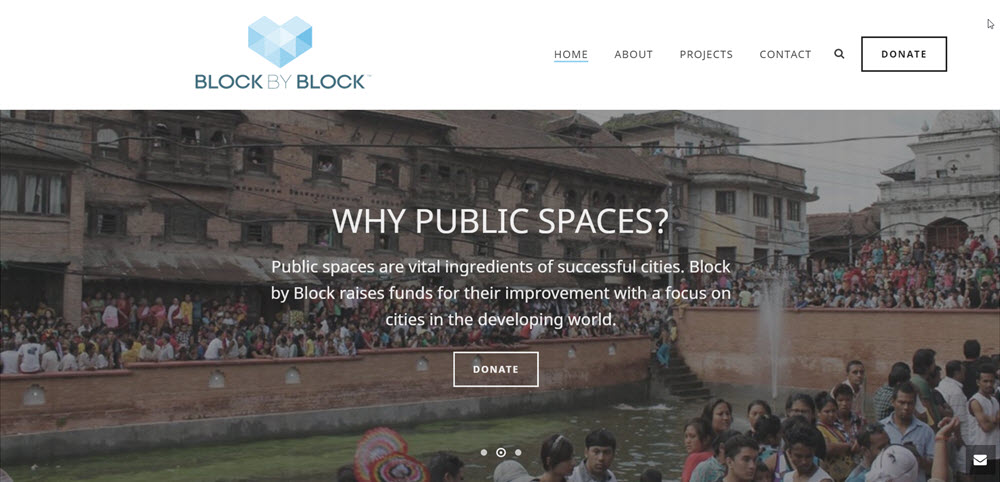 BLOCK BY BLOCK™
HOME ABOUT PROJECTS CONTACT DONATE
WHY PUBLIC SPACES?
Public spaces are vital ingredients of successful cities. Block
by Block raises funds for their improvement with a focus on
cities in the developing world.
DONATE